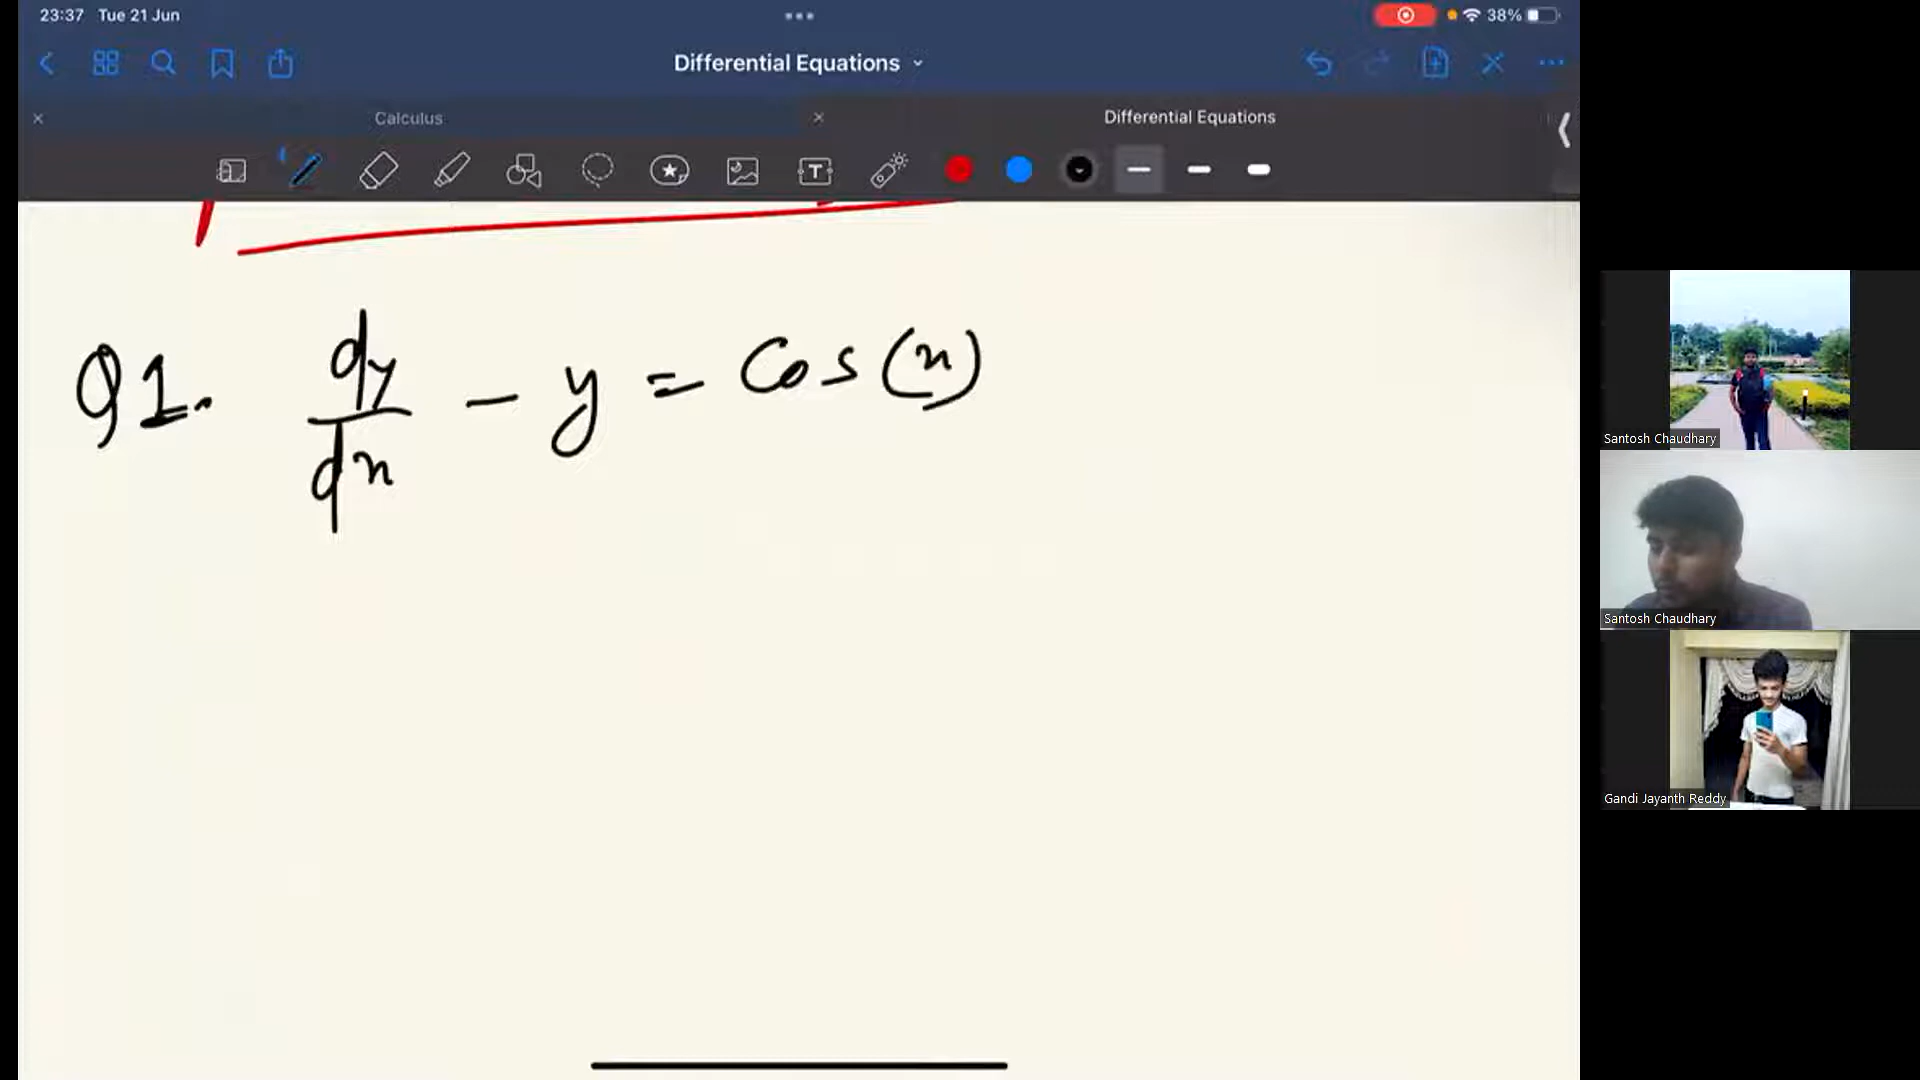 23:37 Tue 21 Jun
38%
Differential Equations
Calculus
Differential Equations
T
Q1. dy/dx - y = Cos(x)
Santosh Chaudhary
Santosh Chaudhary
Gandi Jayanth Reddy